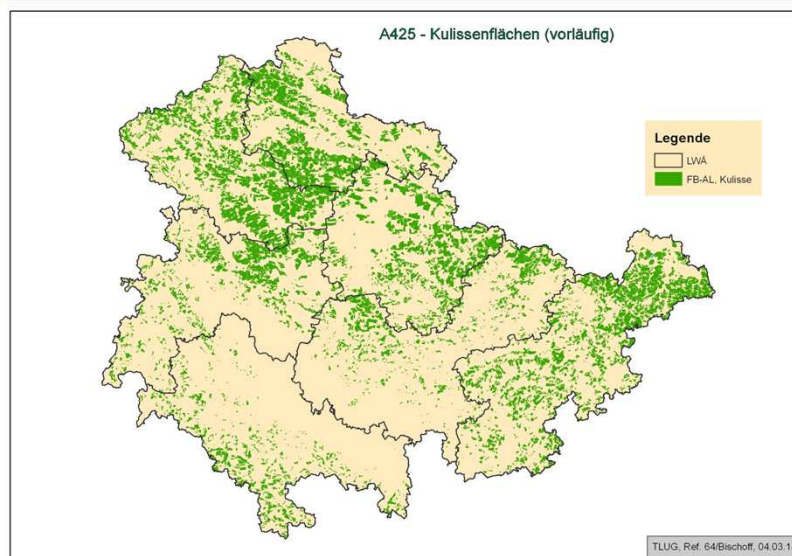 A425 - Kulissenflächen (vorläufig)
Legende
LWÄ
FB-AL, Kulisse
TLUG, Ref. 64/Bischoff, 04.03.1